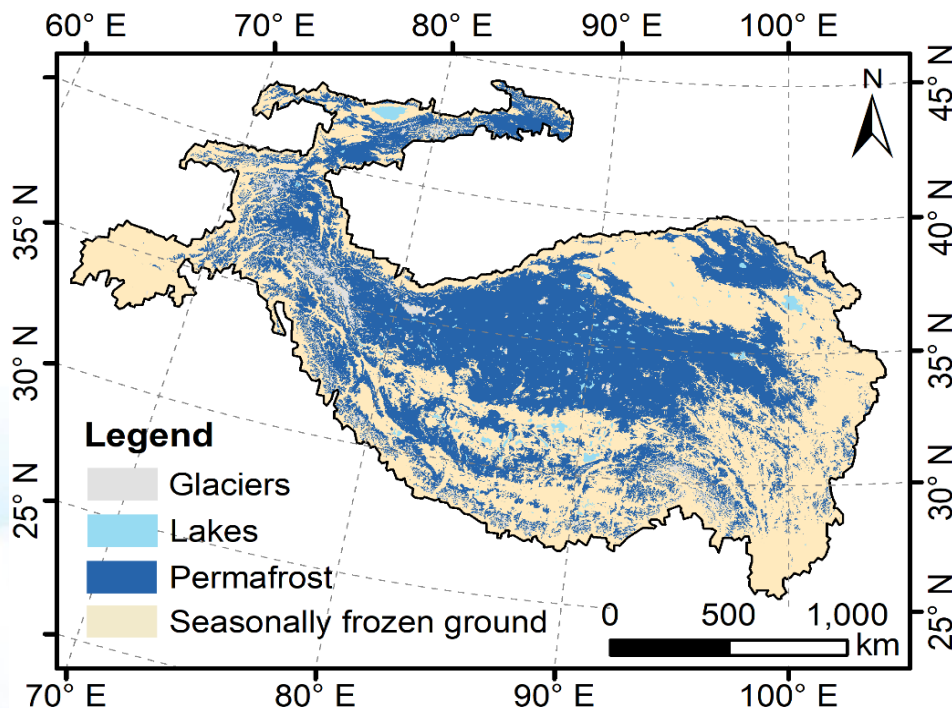 60° E 70° E 80° E 90° E 100° E
N
45° N
40° N
35° N
30° N
25° N
35° N
30° N
25° N
Legend
Glaciers
Lakes
Permafrost
Seasonally frozen ground
0 500 1,000
km
70° E 80° E 90° E 100° E